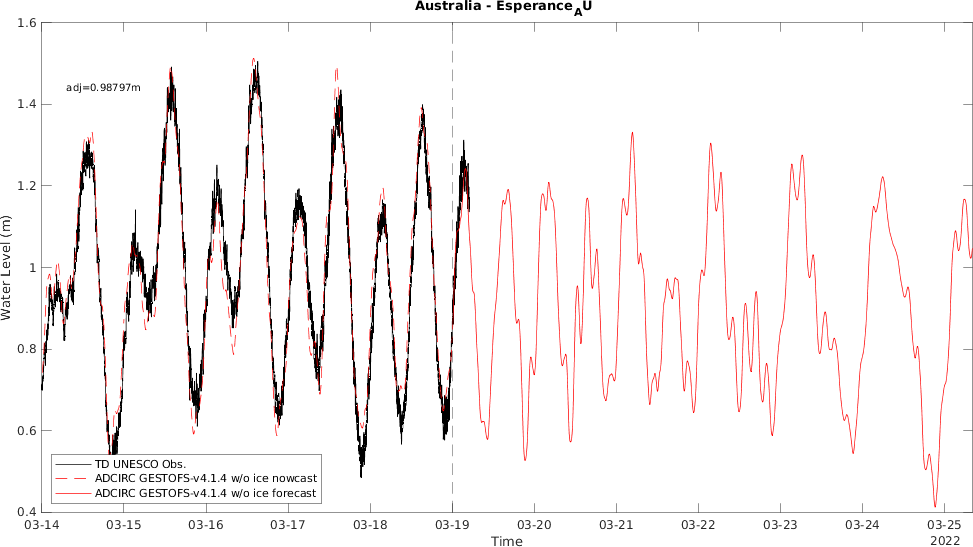 Australia - Esperance_AU
1.6
adj=0.98797m
1.4
1.2
Water Level (m)
1
0.8
0.6
TD UNESCO Obs.
ADCIRC GESTOFS-v4.1.4 w/o ice nowcast
ADCIRC GESTOFS-v4.1.4 w/o ice forecast
0.4
03-14 03-15 03-16 03-17 03-18 03-19 03-20 03-21 03-22 03-23 03-24 03-25
Time 2022